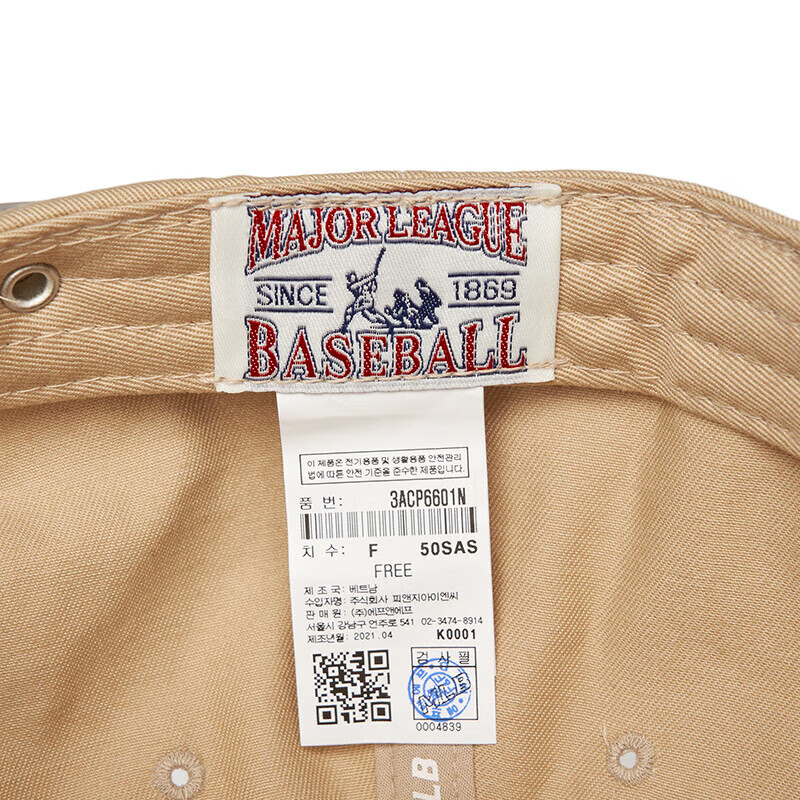 MAJOR LEAGUE
SINCE 1869
BASEBALL
이 제품은 전기용품 및 생활용품 안전관리
법에 따른 안전 기준을 준수한 제품입니다.
품 번: 3ACP6601N
치 수: F 50SAS
FREE
제 조 국: 베트남
수입자명: 주식회사 피앤지아이엔씨
판 매 원: (주)에프앤에프
서울시 강남구 언주로 541 02-3474-8914
제조년월: 2021.04 K0001
검 사 필
MLB
0004839
LB